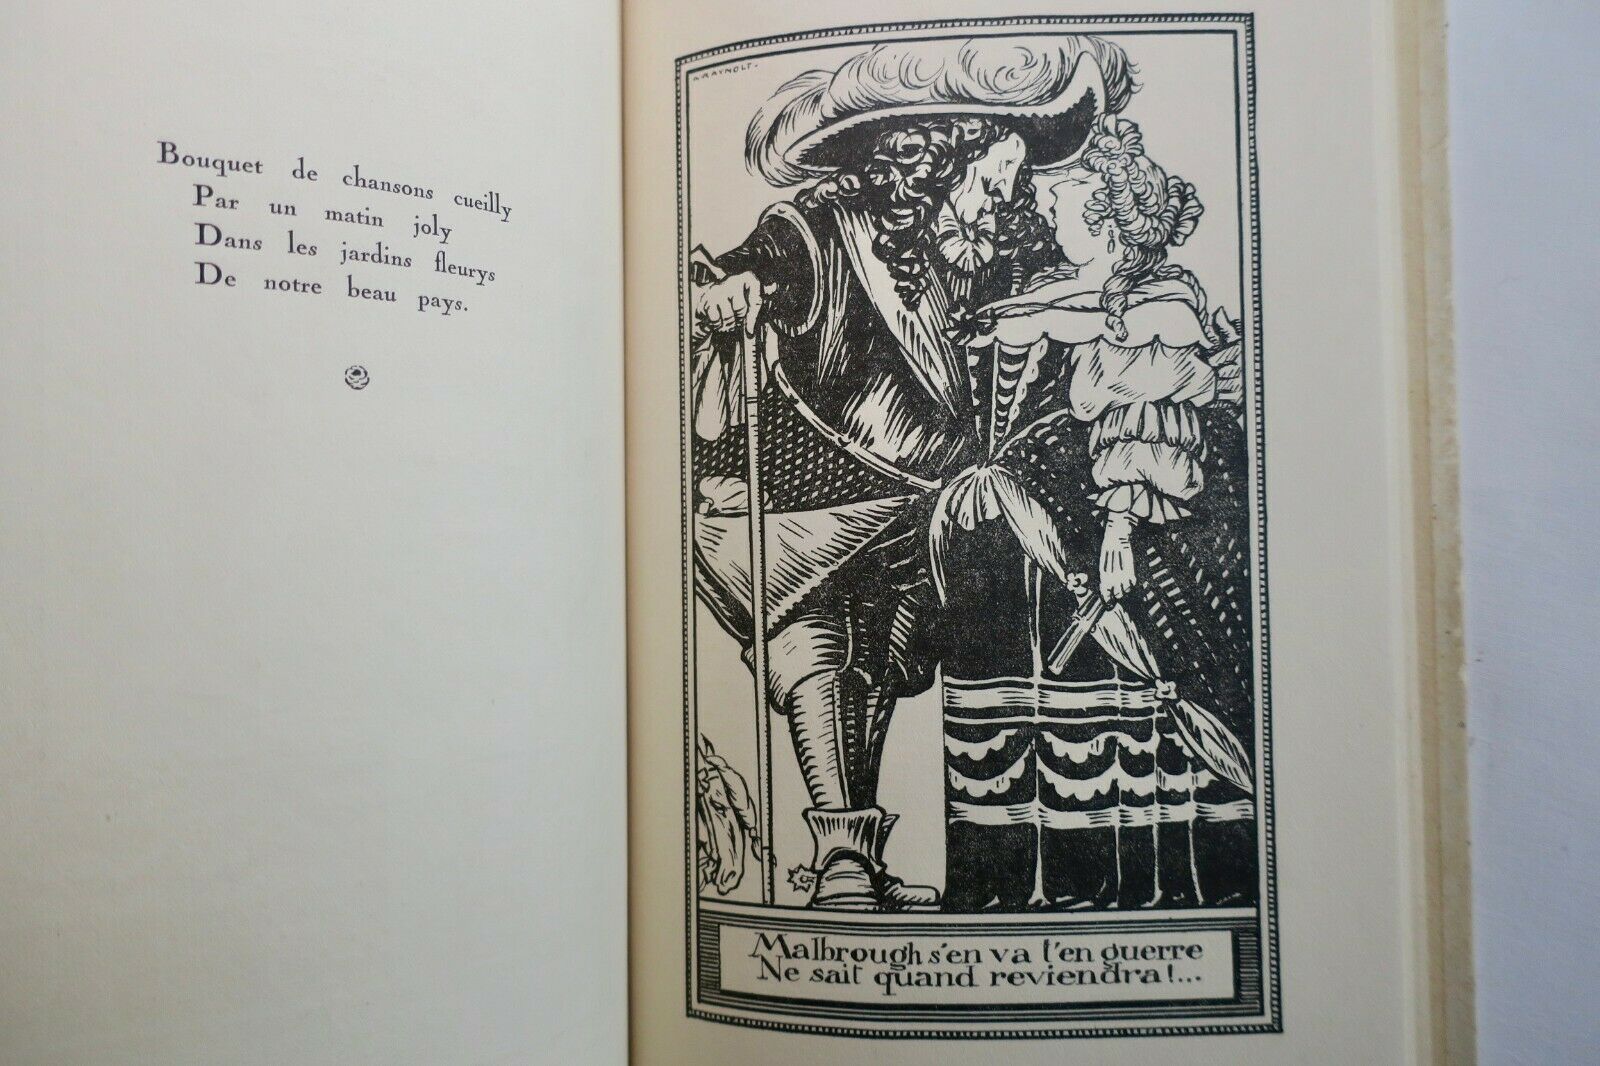 Bouquet de chansons cueilly
Par un matin joly
Dans les jardins fleurys
De notre beau pays.
A. RAYNOLT.
Malbrough s'en va t'en guerre
Ne sait quand reviendra!...